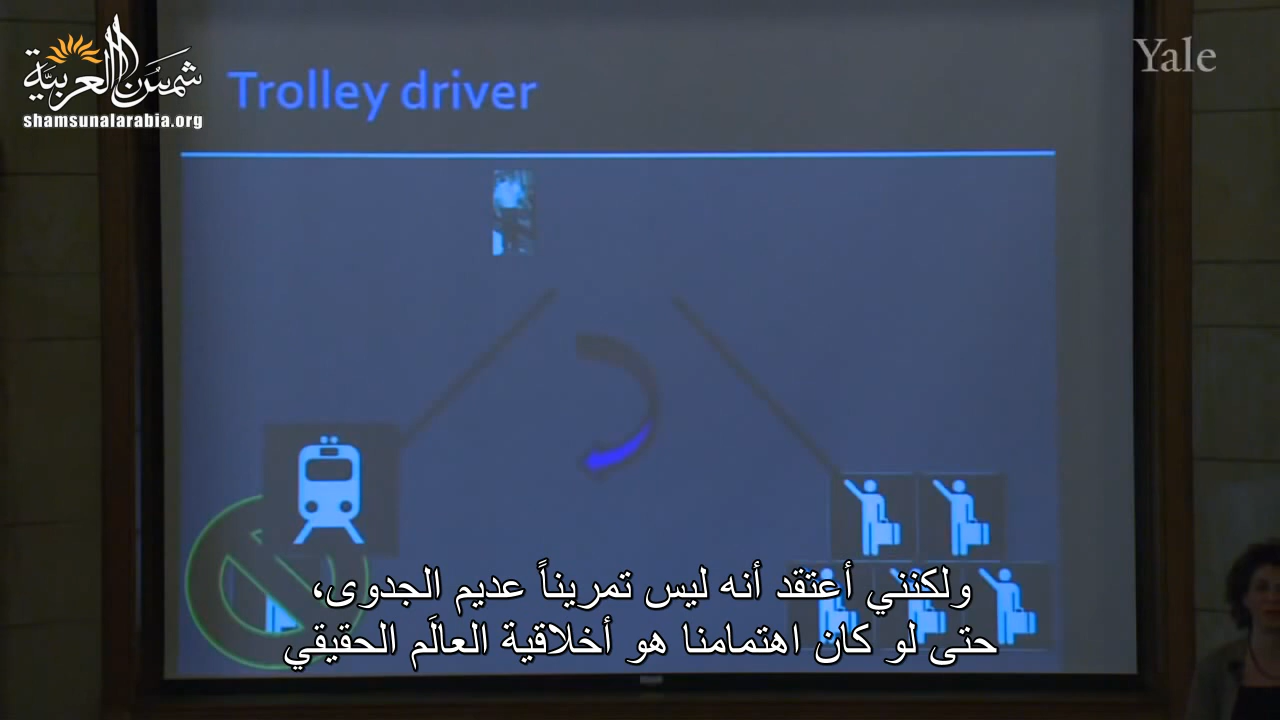 شمس العربية
shamsunalarabia.org
Yale
Trolley driver
ولكنني أعتقد أنه ليس تمريناً عديم الجدوى،
حتى لو كان اهتمامنا هو أخلاقية العالَم الحقيقي